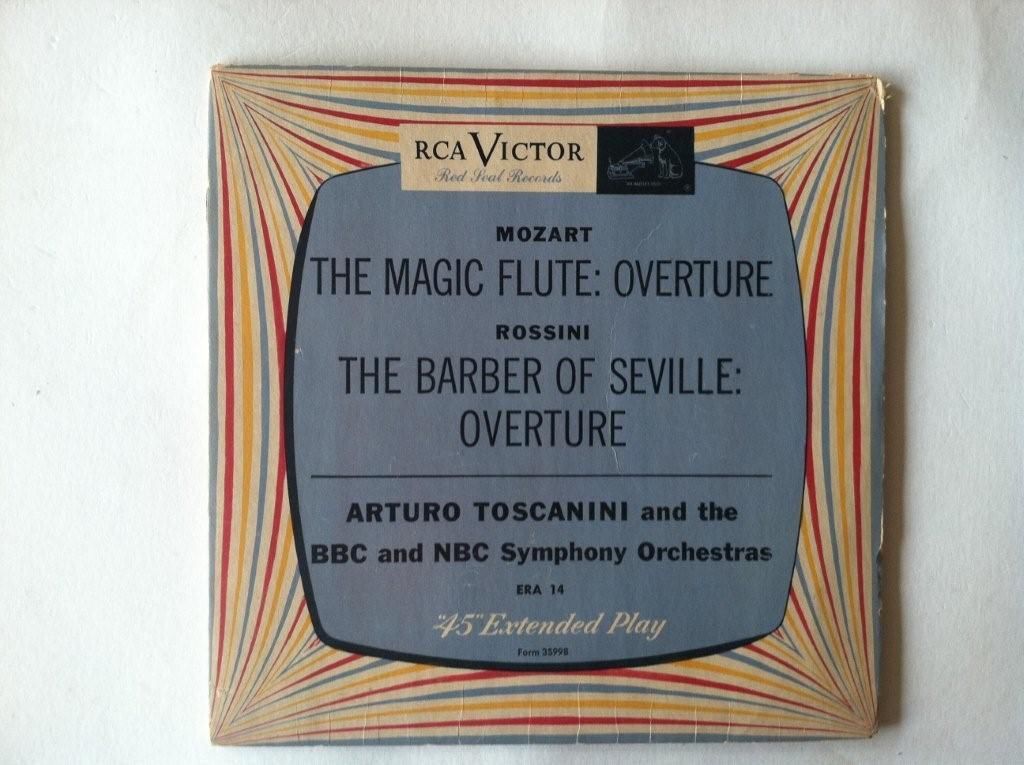 RCA VICTOR
Red Seal Records
MOZART
THE MAGIC FLUTE: OVERTURE
ROSSINI
THE BARBER OF SEVILLE:
OVERTURE
ARTURO TOSCANINI and the
BBC and NBC Symphony Orchestras
ERA 14
"45" Extended Play
Form 35998